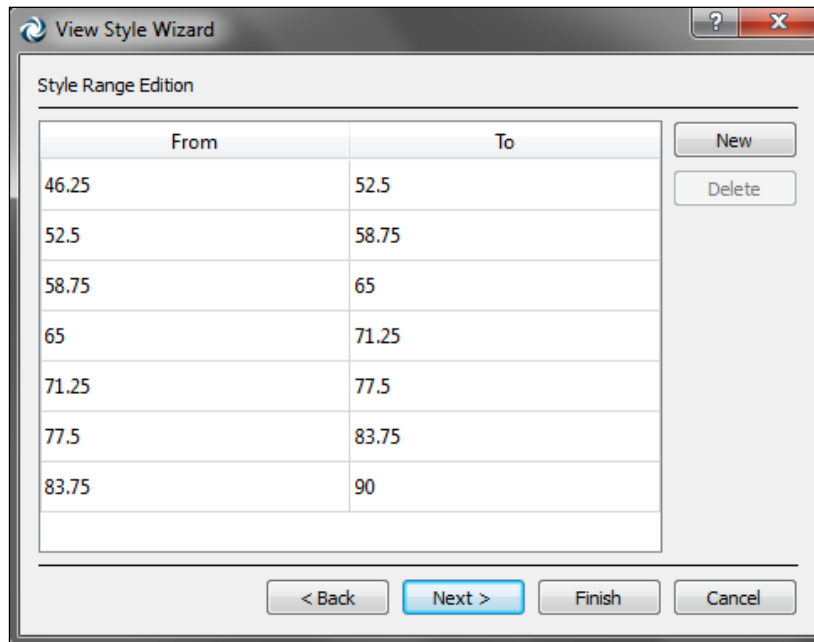 View Style Wizard ? X
Style Range Edition
From To New
46.25 52.5 Delete
52.5 58.75
58.75 65
65 71.25
71.25 77.5
77.5 83.75
83.75 90
< Back Next > Finish Cancel